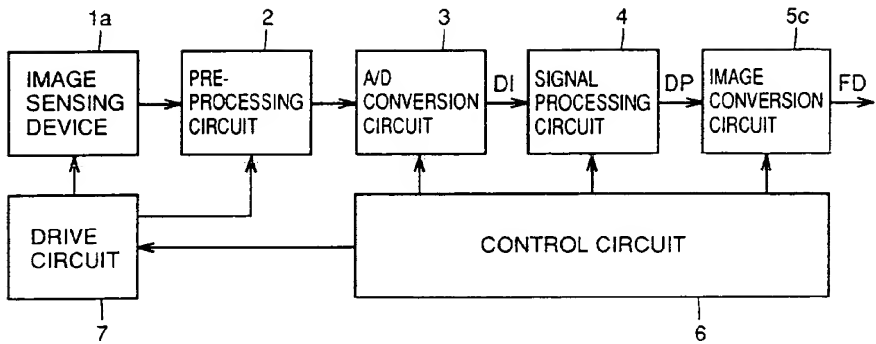 1a
2
3
4
5c
IMAGE
SENSING
DEVICE
PRE-
PROCESSING
CIRCUIT
A/D
CONVERSION
CIRCUIT
DI
SIGNAL
PROCESSING
CIRCUIT
DP
IMAGE
CONVERSION
CIRCUIT
FD
DRIVE
CIRCUIT
CONTROL CIRCUIT
7
6